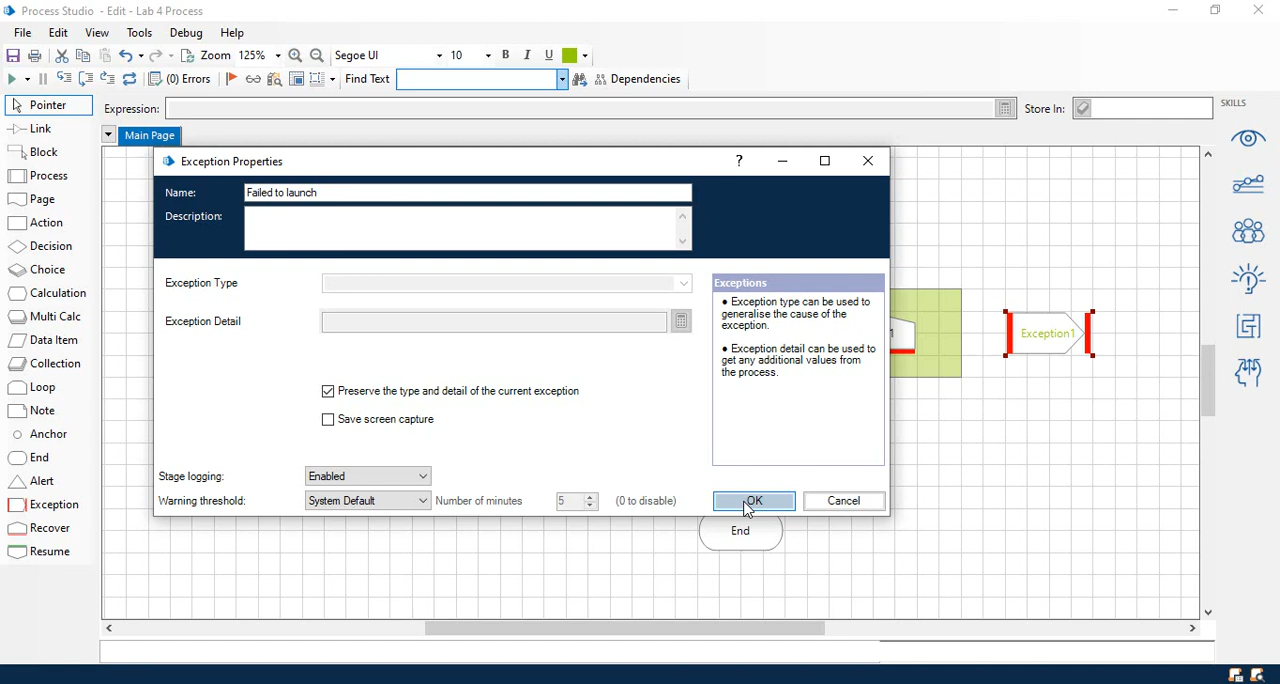 Process Studio - Edit - Lab 4 Process
File Edit View Tools Debug Help
Zoom 125% Segoe UI 10 B I U
(0) Errors Find Text Dependencies
Pointer
Expression:
Store In:
SKILLS
Link
Main Page
Block
Process
Page
Action
Decision
Choice
Calculation
Multi Calc
Data Item
Collection
Loop
Note
Anchor
End
Alert
Exception
Recover
Resume
Exception Properties ?
Name: Failed to launch
Description:
Exception Type
Exception Detail
Preserve the type and detail of the current exception
Save screen capture
Stage logging: Enabled
Warning threshold: System Default Number of minutes 5 (0 to disable)
Exceptions
• Exception type can be used to
generalise the cause of the
exception.
• Exception detail can be used to
get any additional values from
the process.
OK Cancel
1
Exception1
End